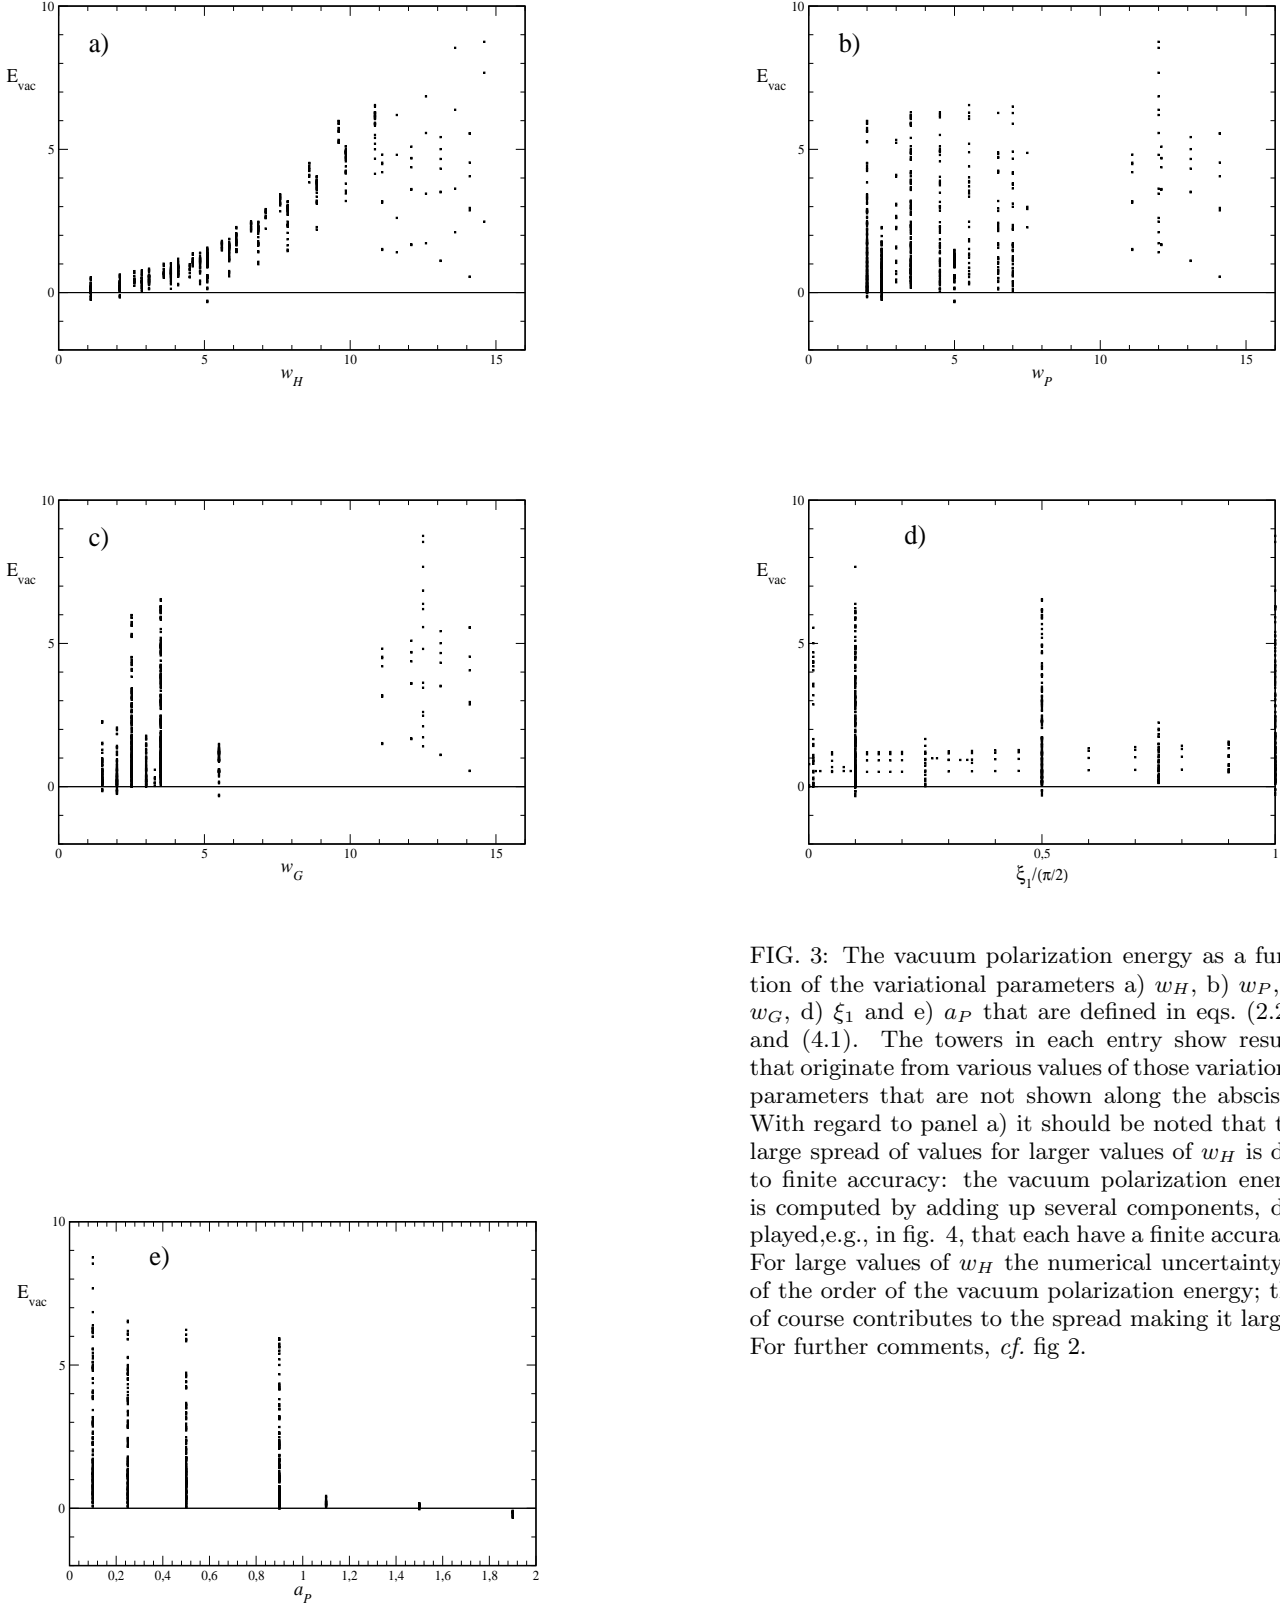 a)
10
5
0
E_vac
0 5 10 15
w_H
b)
10
5
0
E_vac
0 5 10 15
w_P
c)
10
5
0
E_vac
0 5 10 15
w_G
d)
10
5
0
E_vac
0 0,5 1
ξ_1/(π/2)
FIG. 3: The vacuum polarization energy as a fun
tion of the variational parameters a) w_H, b) w_P,
w_G, d) ξ_1 and e) a_P that are defined in eqs. (2.2
and (4.1). The towers in each entry show resu
that originate from various values of those variation
parameters that are not shown along the abscis
With regard to panel a) it should be noted that t
large spread of values for larger values of w_H is d
to finite accuracy: the vacuum polarization ener
is computed by adding up several components, d
played,e.g., in fig. 4, that each have a finite accura
For large values of w_H the numerical uncertainty
of the order of the vacuum polarization energy; th
of course contributes to the spread making it larg
For further comments, cf. fig 2.
e)
10
5
0
E_vac
0 0,2 0,4 0,6 0,8 1 1,2 1,4 1,6 1,8 2
a_P